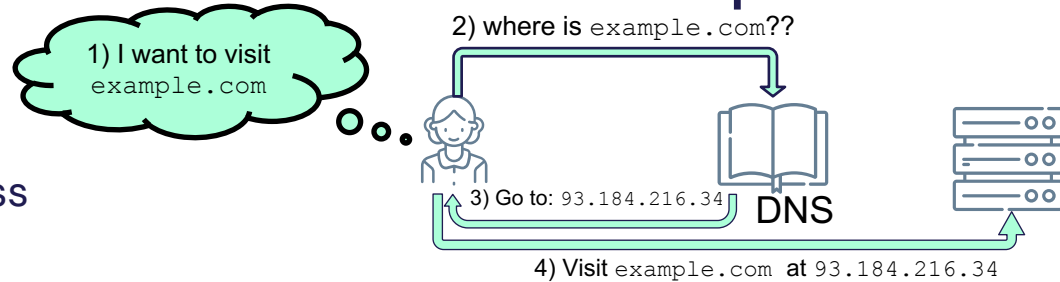 2) where is example.com??
1) I want to visit
example.com
3) Go to: 93.184.216.34
DNS
ss
4) Visit example.com at 93.184.216.34